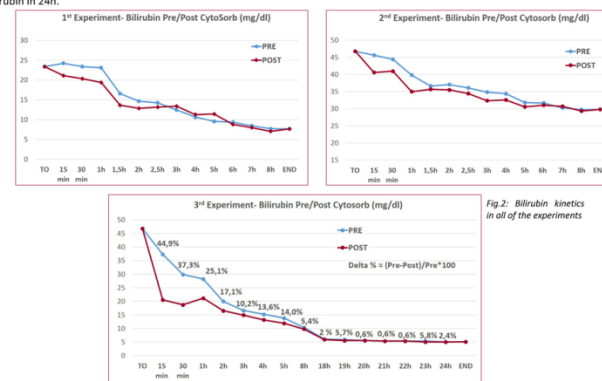 rubin in 24h.
1st Experiment- Bilirubin Pre/Post CytoSorb (mg/dl)
35
30
25
20
15
10
5
0
PRE
POST
TO 15 min 30 min 1h 1,5h 2h 2,5h 3h 4h 5h 6h 7h 8h END
2nd Experiment- Bilirubin Pre/Post Cytosorb (mg/dl)
50
45
40
35
30
25
20
15
PRE
POST
TO 15 min 30 min 1h 1,5h 2h 2,5h 3h 4h 5h 6h 7h 8h END
3rd Experiment- Bilirubin Pre/Post Cytosorb (mg/dl)
50
45
40
35
30
25
20
15
10
5
0
PRE
POST
Delta % = (Pre-Post)/Pre*100
44,9%
37,3%
25,1%
17,1%
10,2%
13,6%
14,0%
5,4%
2 % 5,7% 0,6% 0,6% 0,6% 5,8% 2,4%
TO 15 min 30 min 1h 2h 3h 4h 5h 8h 18h 19h 20h 21h 22h 23h 24h END
Fig.2: Bilirubin kinetics
in all of the experiments